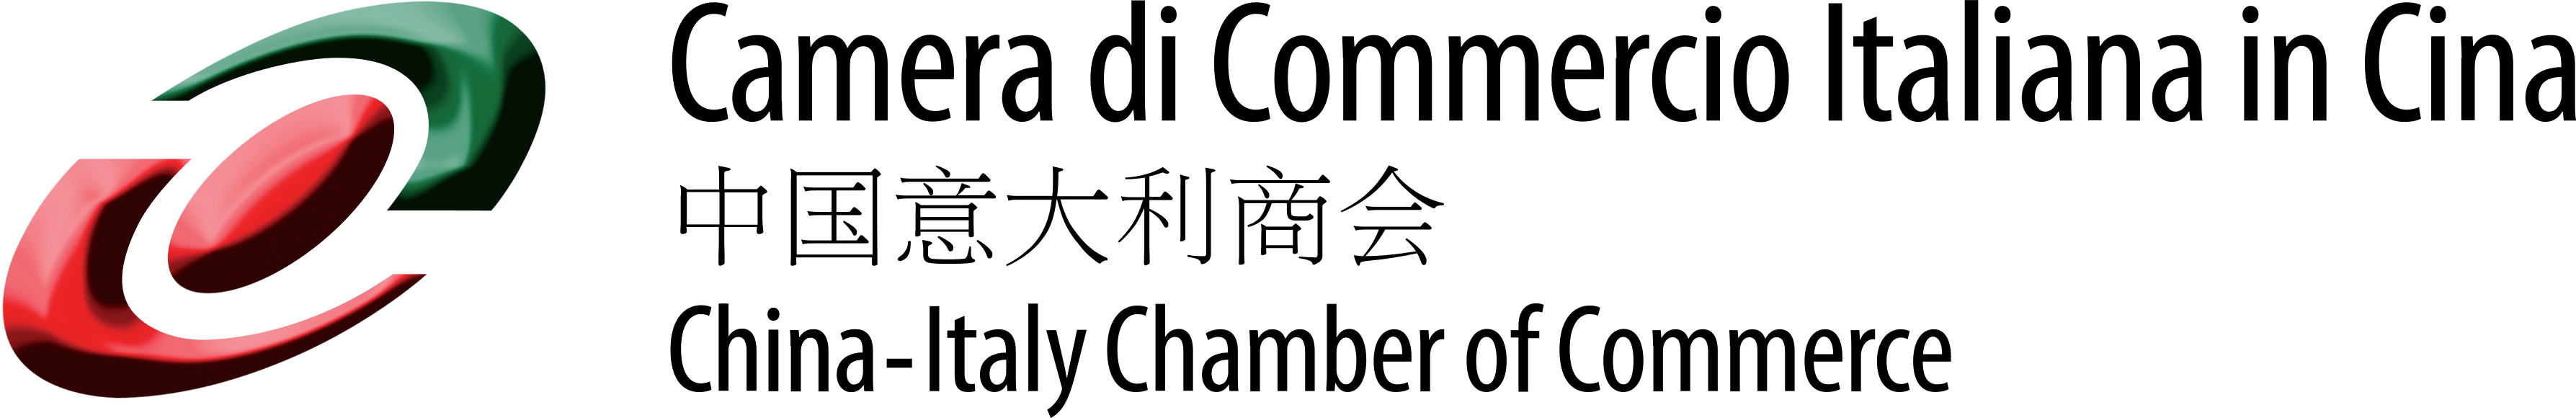 Camera di Commercio Italiana in Cina
中国意大利商会
China-Italy Chamber of Commerce